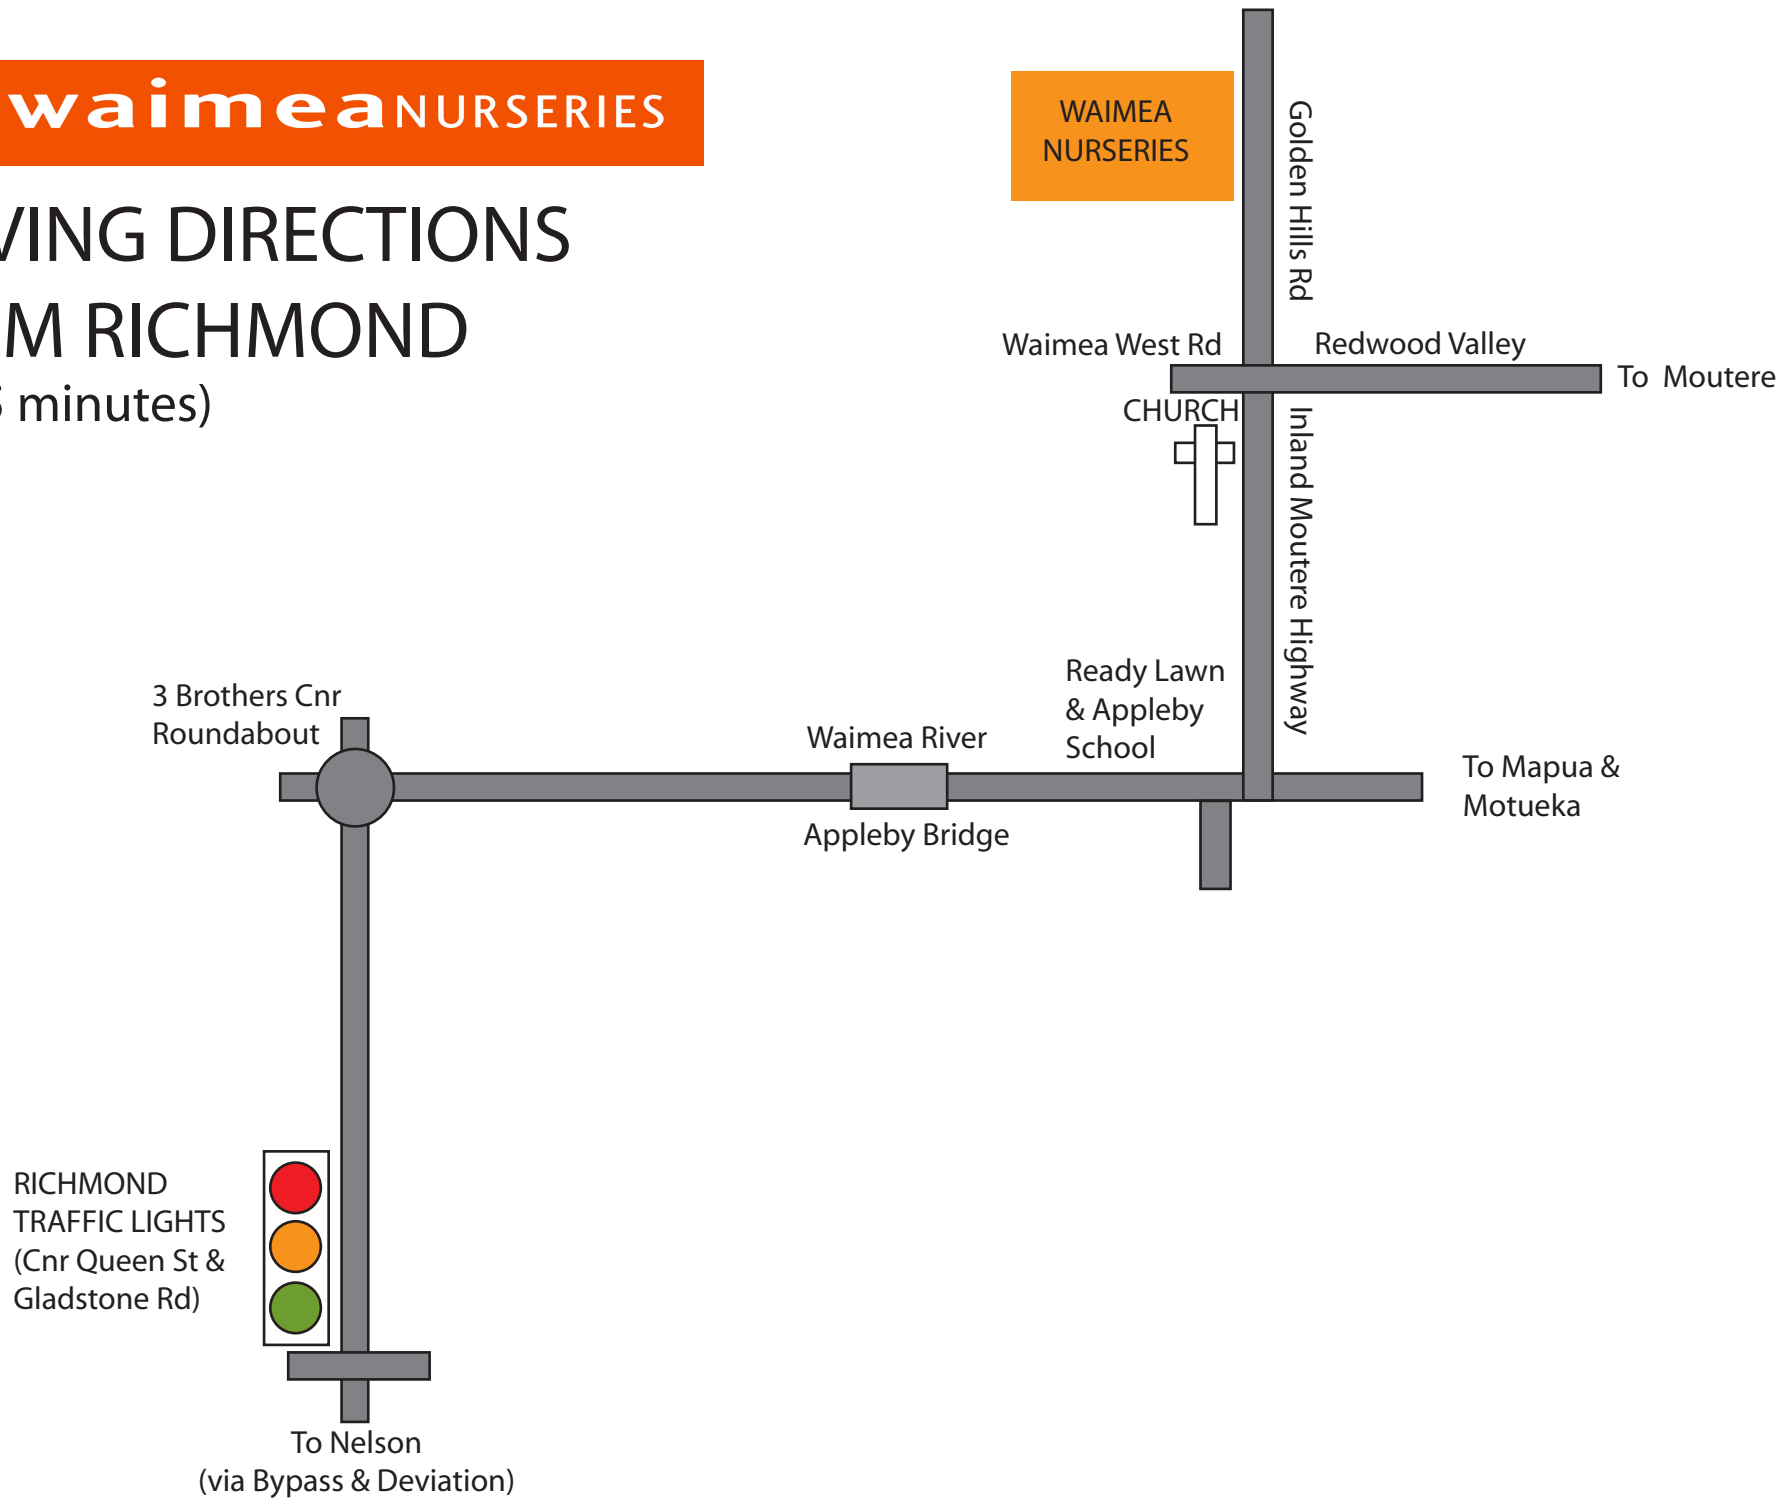 waimeaNURSERIES
VING DIRECTIONS
M RICHMOND
minutes)
WAIMEA
NURSERIES
Golden Hills Rd
Waimea West Rd
Redwood Valley
To Moutere
CHURCH
Inland Moutere Highway
3 Brothers Cnr
Roundabout
Waimea River
Appleby Bridge
Ready Lawn
& Appleby
School
To Mapua &
Motueka
RICHMOND
TRAFFIC LIGHTS
(Cnr Queen St &
Gladstone Rd)
To Nelson
(via Bypass & Deviation)